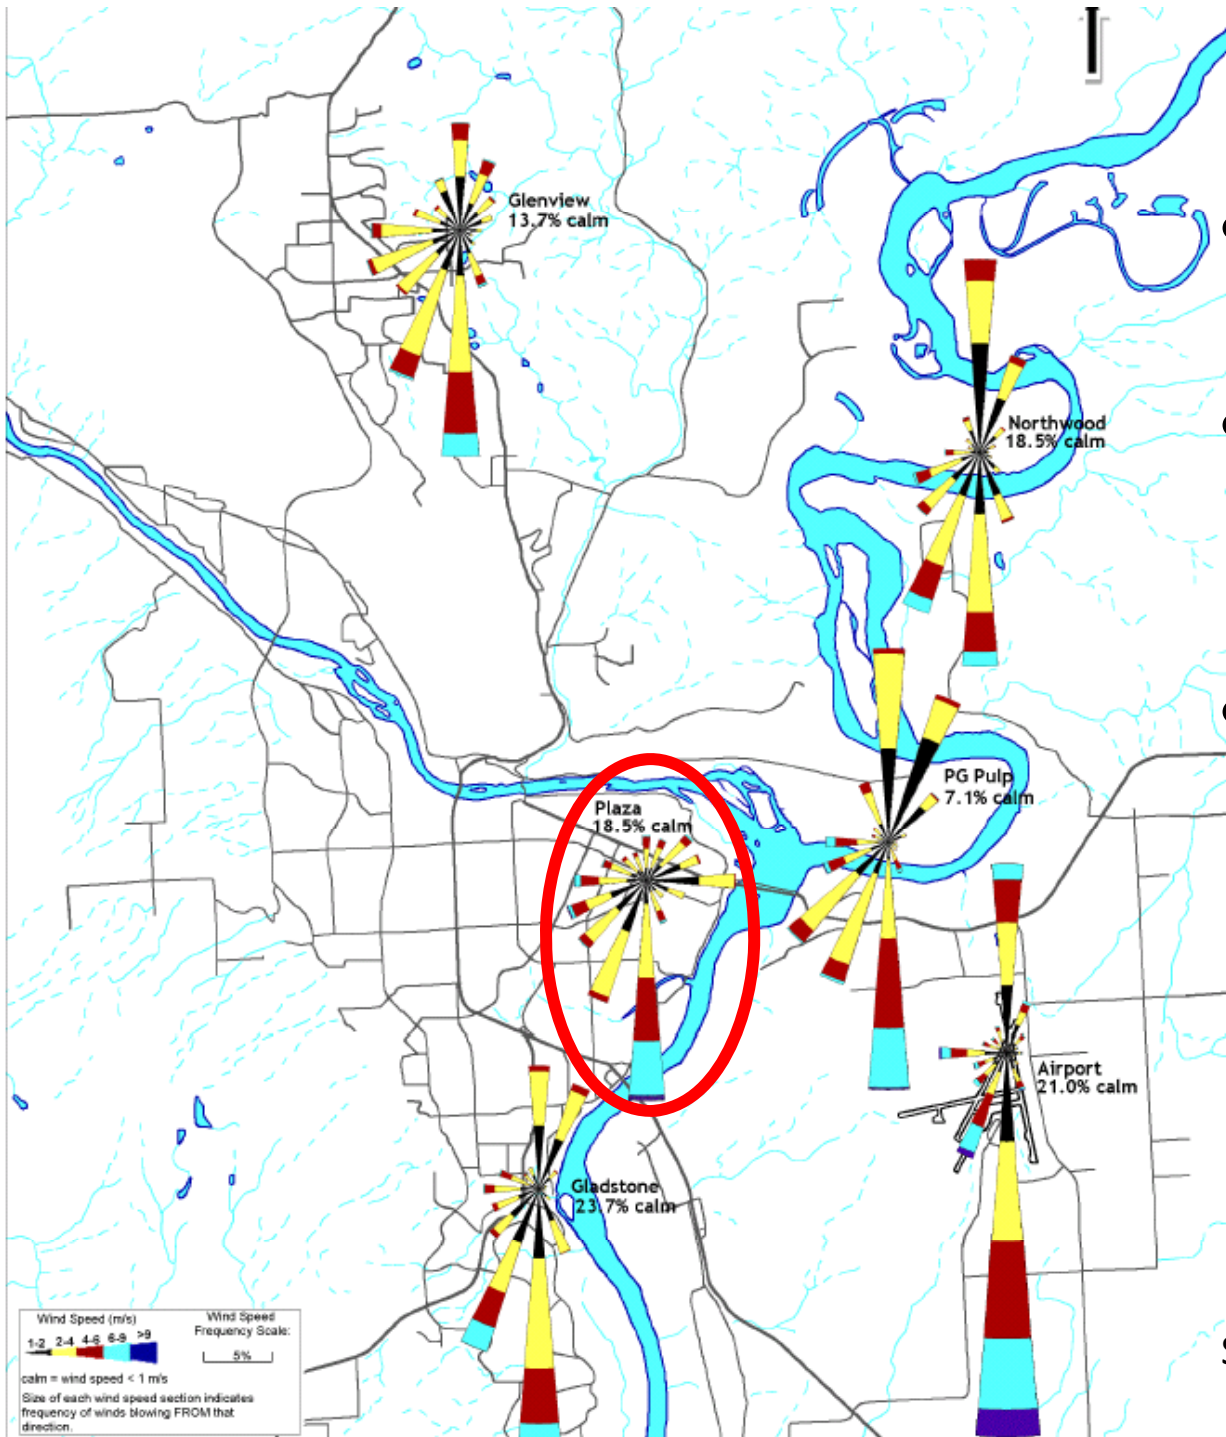 Glenview
13.7% calm
Northwood
18.5% calm
PG Pulp
7.1% calm
Plaza
18.5% calm
Airport
21.0% calm
Gladstone
23.7% calm
Wind Speed (m/s)
1-2 2-4 4-6 6-9 >9
calm = wind speed < 1 m/s
Wind Speed
Frequency Scale:
5%
Size of each wind speed section indicates
frequency of winds blowing FROM that
direction.